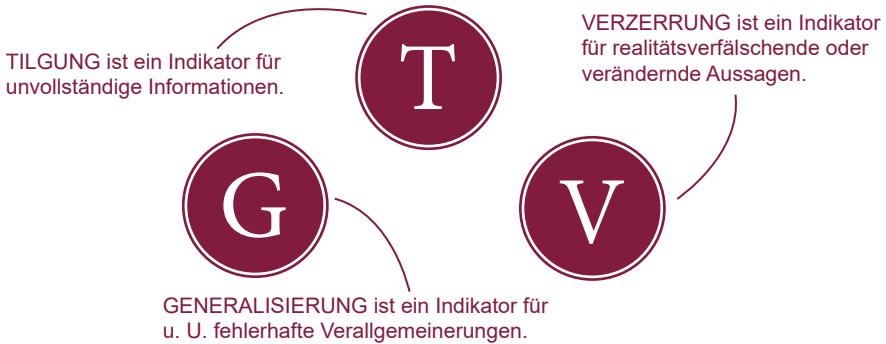 TILGUNG ist ein Indikator für
unvollständige Informationen.
T
VERZERRUNG ist ein Indikator
für realitätsverfälschende oder
verändernde Aussagen.
G
V
GENERALISIERUNG ist ein Indikator für
u. U. fehlerhafte Verallgemeinerungen.